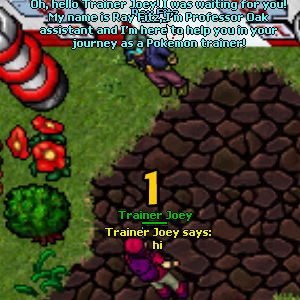 Oh, hello Trainer Joey! I was waiting for you!
My name is Ray Fitz, I'm Professor Oak
assistant and I'm here to help you in your
journey as a Pokemon trainer!
1
Trainer Joey
Trainer Joey says:
hi